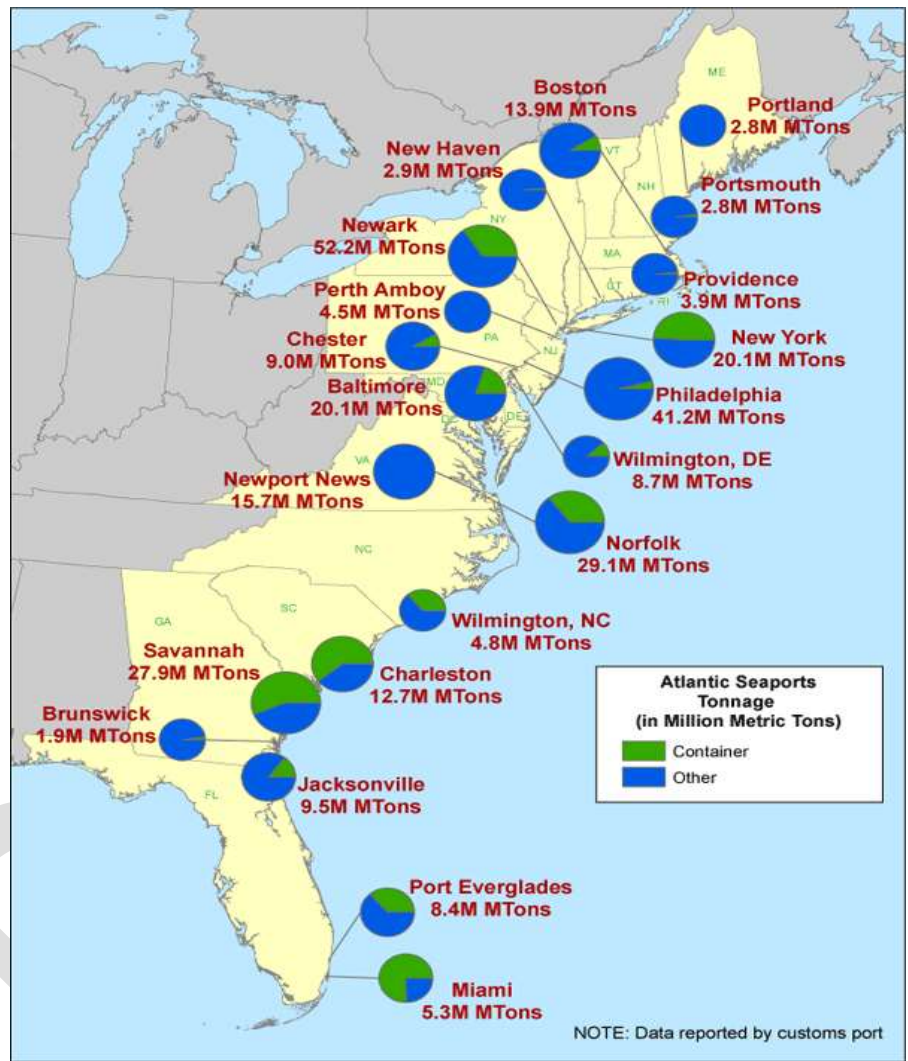 ME
Boston
13.9M MTons
Portland
2.8M MTons
VT
New Haven
2.9M MTons
NH
Portsmouth
2.8M MTons
NY
Newark
52.2M MTons
MA
CT
RI
Providence
3.9M MTons
Perth Amboy
4.5M MTons
PA
NJ
New York
20.1M MTons
Chester
9.0M MTons
MD
Baltimore
20.1M MTons
DE
DC
Philadelphia
41.2M MTons
VA
Newport News
15.7M MTons
Wilmington, DE
8.7M MTons
Norfolk
29.1M MTons
NC
SC
GA
Wilmington, NC
4.8M MTons
Savannah
27.9M MTons
Charleston
12.7M MTons
Brunswick
1.9M MTons
Jacksonville
9.5M MTons
FL
Atlantic Seaports
Tonnage
(in Million Metric Tons)
Container
Other
Port Everglades
8.4M MTons
Miami
5.3M MTons
NOTE: Data reported by customs port